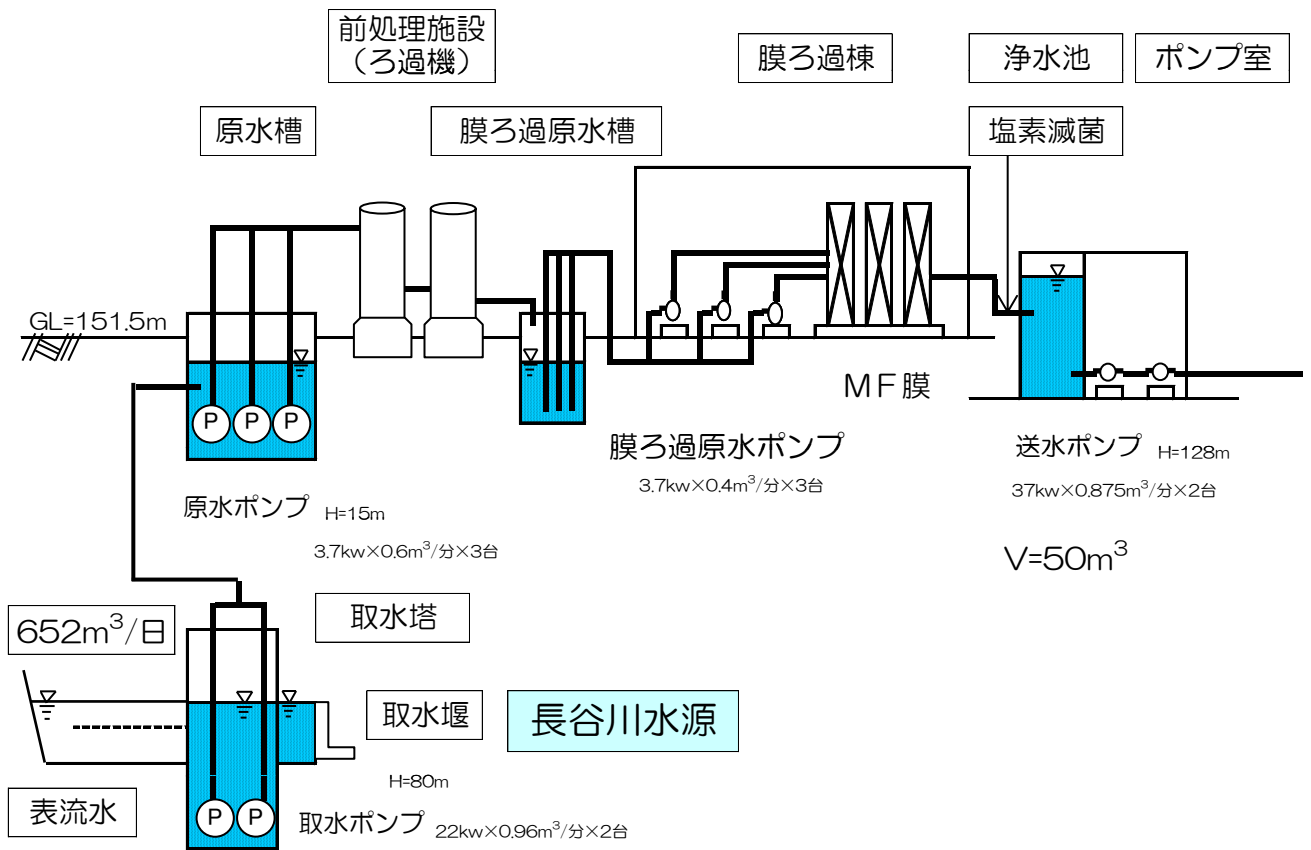 前処理施設
（ろ過機）
膜ろ過棟
浄水池
ポンプ室
原水槽
膜ろ過原水槽
塩素滅菌
GL=151.5m
P P P
MF膜
原水ポンプ H=15m
3.7kw×0.6m³/分×3台
膜ろ過原水ポンプ
3.7kw×0.4m³/分×3台
送水ポンプ H=128m
37kw×0.875m³/分×2台
V=50m³
652m³/日
取水塔
取水堰
長谷川水源
H=80m
表流水
P P
取水ポンプ 22kw×0.96m³/分×2台